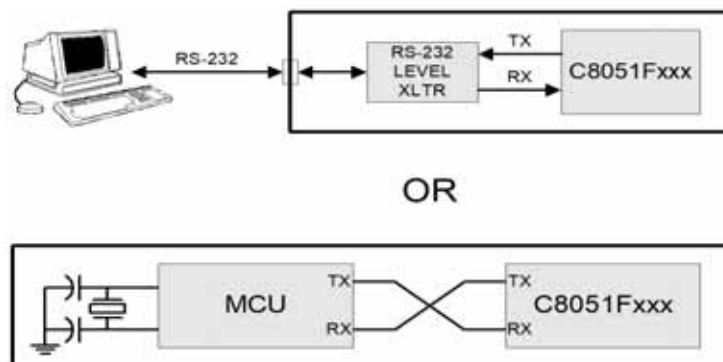 RS-232
RS-232
LEVEL
XLTR
TX
RX
C8051Fxxx
OR
MCU
TX
RX
TX
RX
C8051Fxxx